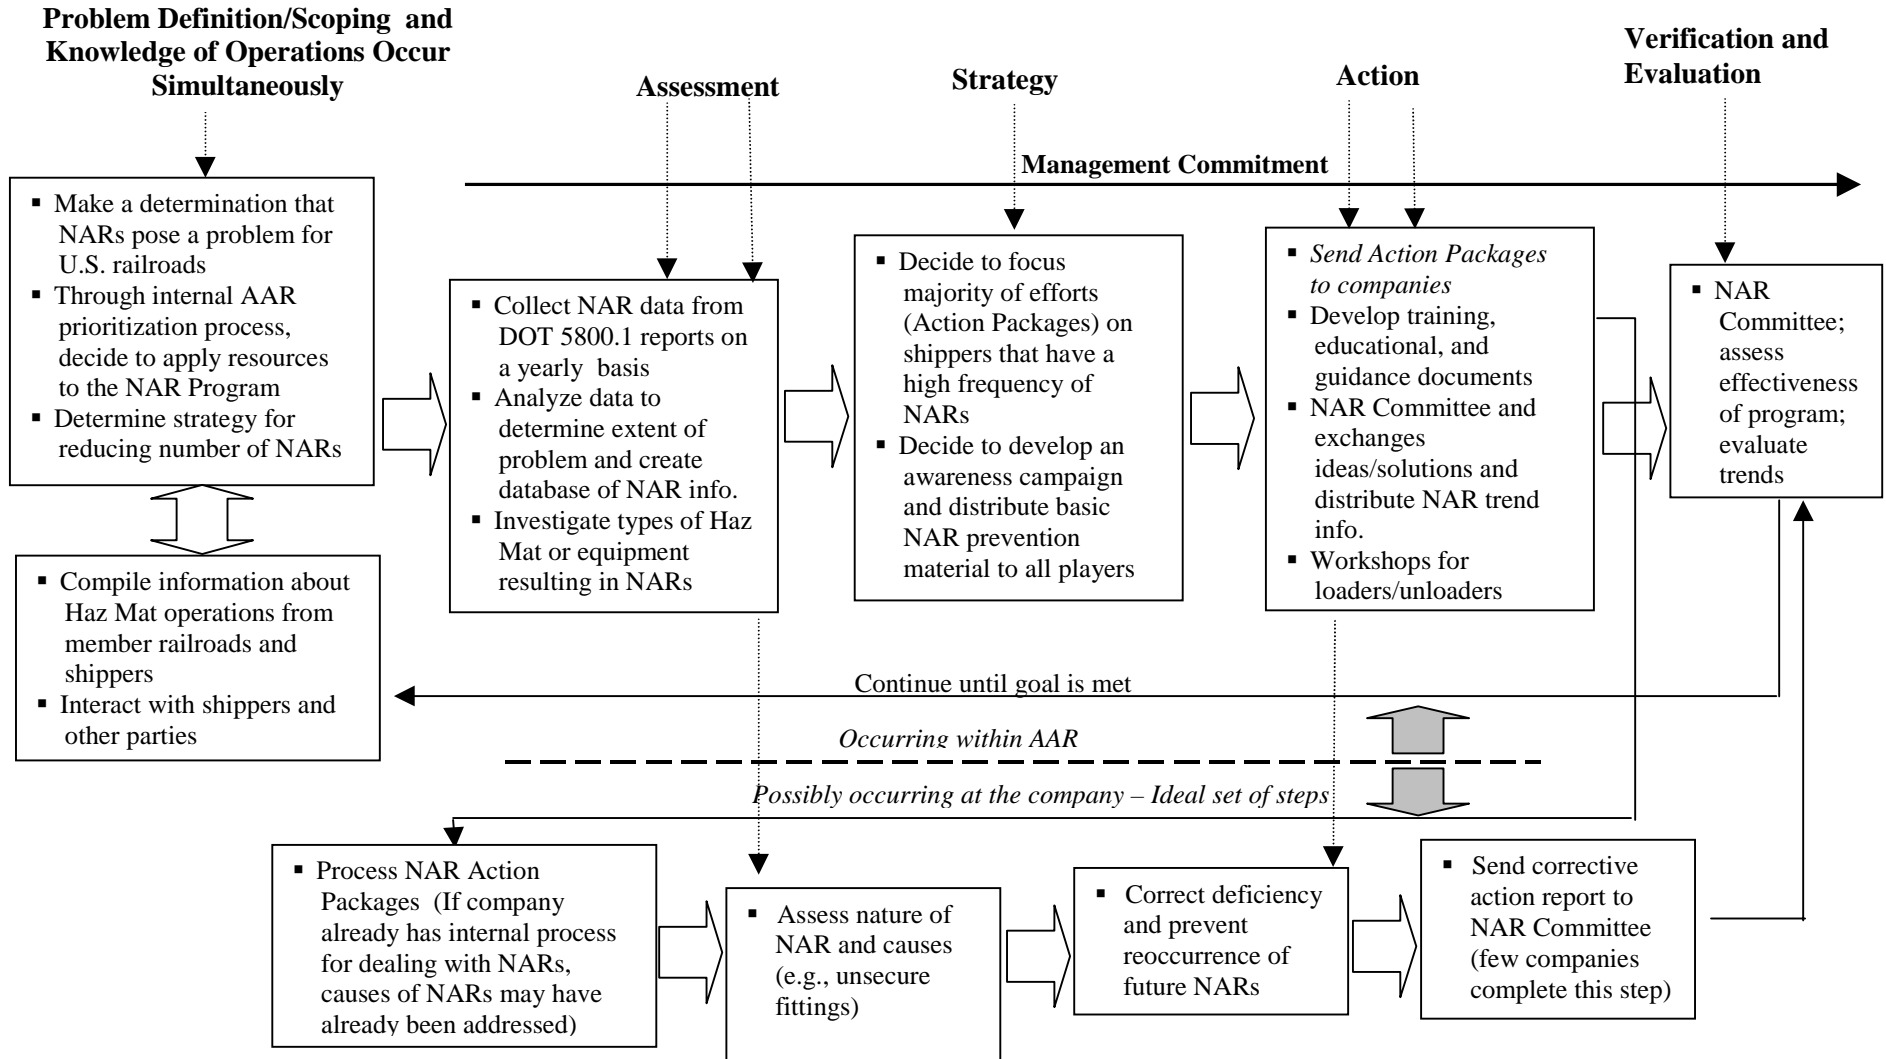 Problem Definition/Scoping and
Knowledge of Operations Occur
Simultaneously
Assessment
Strategy
Action
Verification and
Evaluation
Management Commitment
▪ Make a determination that
NARs pose a problem for
U.S. railroads
▪ Through internal AAR
prioritization process,
decide to apply resources
to the NAR Program
▪ Determine strategy for
reducing number of NARs
▪ Compile information about
Haz Mat operations from
member railroads and
shippers
▪ Interact with shippers and
other parties
▪ Collect NAR data from
DOT 5800.1 reports on
a yearly basis
▪ Analyze data to
determine extent of
problem and create
database of NAR info.
▪ Investigate types of Haz
Mat or equipment
resulting in NARs
▪ Decide to focus
majority of efforts
(Action Packages) on
shippers that have a
high frequency of
NARs
▪ Decide to develop an
awareness campaign
and distribute basic
NAR prevention
material to all players
▪ Send Action Packages
to companies
▪ Develop training,
educational, and
guidance documents
▪ NAR Committee and
exchanges
ideas/solutions and
distribute NAR trend
info.
▪ Workshops for
loaders/unloaders
▪ NAR
Committee;
assess
effectiveness
of program;
evaluate
trends
Continue until goal is met
Occurring within AAR
Possibly occurring at the company – Ideal set of steps
▪ Process NAR Action
Packages (If company
already has internal process
for dealing with NARs,
causes of NARs may have
already been addressed)
▪ Assess nature of
NAR and causes
(e.g., unsecure
fittings)
▪ Correct deficiency
and prevent
reoccurrence of
future NARs
▪ Send corrective
action report to
NAR Committee
(few companies
complete this step)